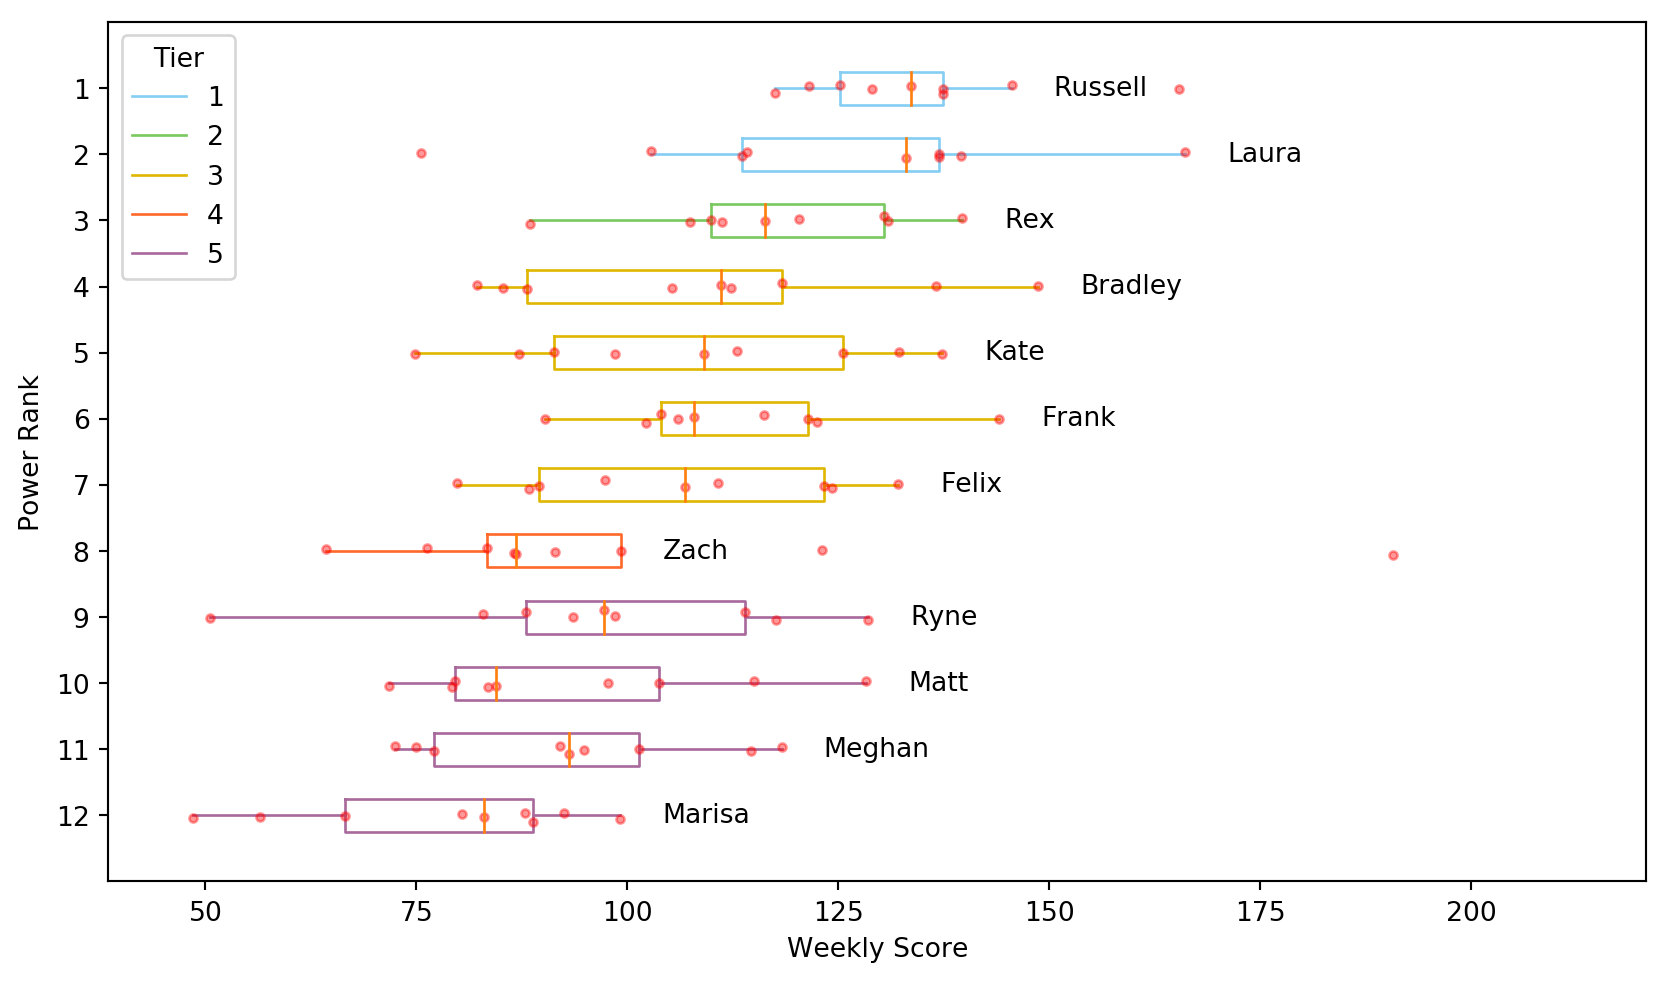 Tier
1
2
3
4
5
Power Rank
1 Russell
2 Laura
3 Rex
4 Bradley
5 Kate
6 Frank
7 Felix
8 Zach
9 Ryne
10 Matt
11 Meghan
12 Marisa
50 75 100 125 150 175 200
Weekly Score